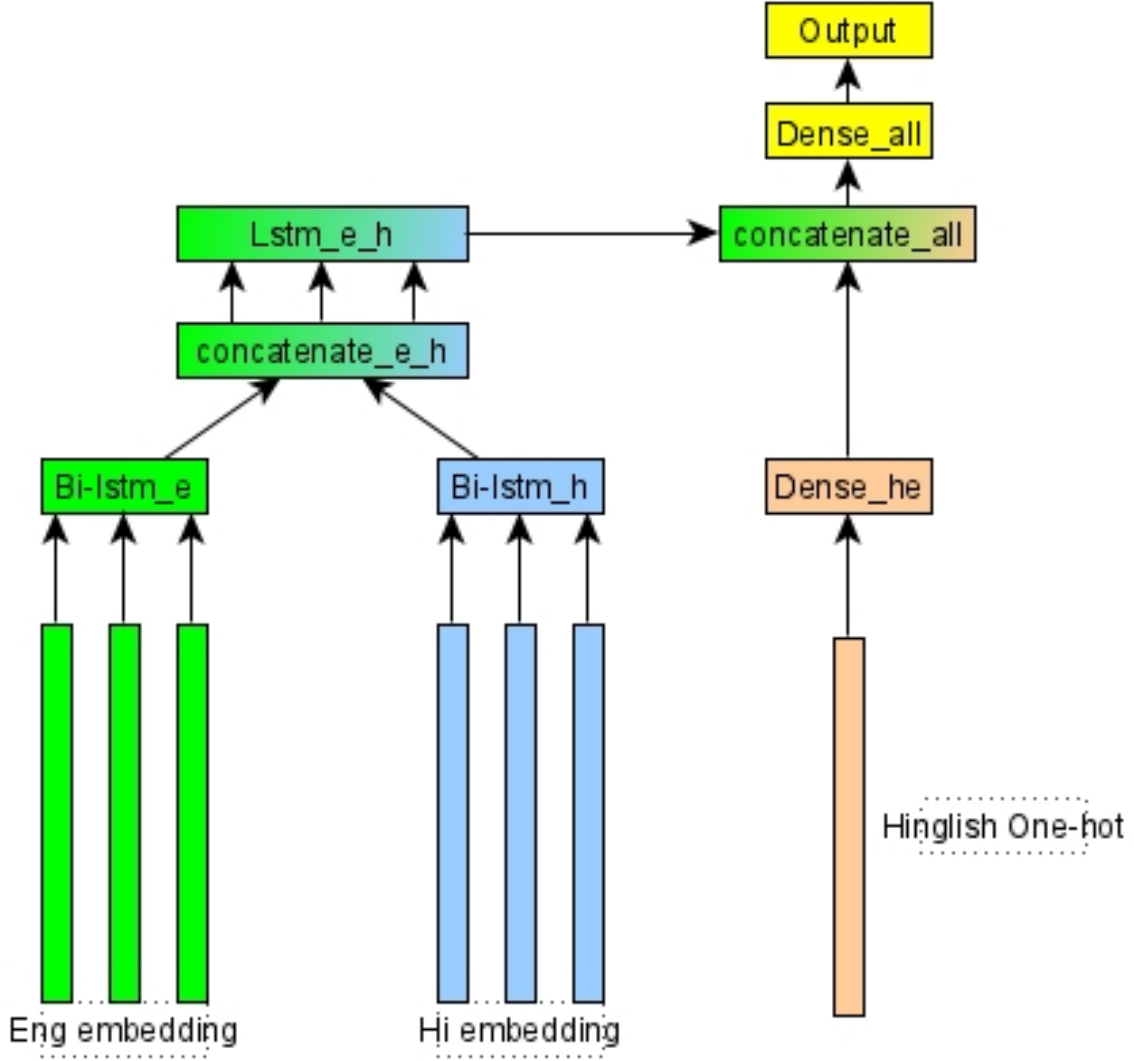 Output
Dense_all
Lstm_e_h
concatenate_all
concatenate_e_h
Bi-lstm_e
Bi-lstm_h
Dense_he
Hinglish One-hot
Eng embedding
Hi embedding